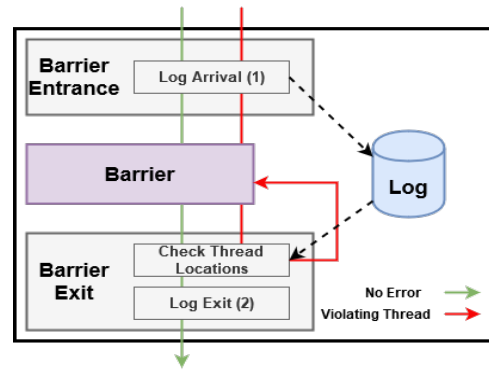 Barrier
Entrance
Log Arrival (1)
Barrier
Log
Barrier
Exit
Check Thread
Locations
Log Exit (2)
No Error
Violating Thread